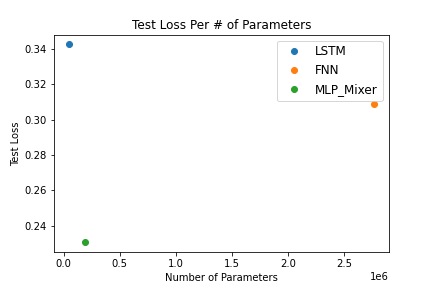 Test Loss Per # of Parameters
LSTM
FNN
MLP_Mixer
Test Loss
0.34
0.32
0.30
0.28
0.26
0.24
0.0
0.5
1.0
1.5
2.0
2.5
1e6
Number of Parameters